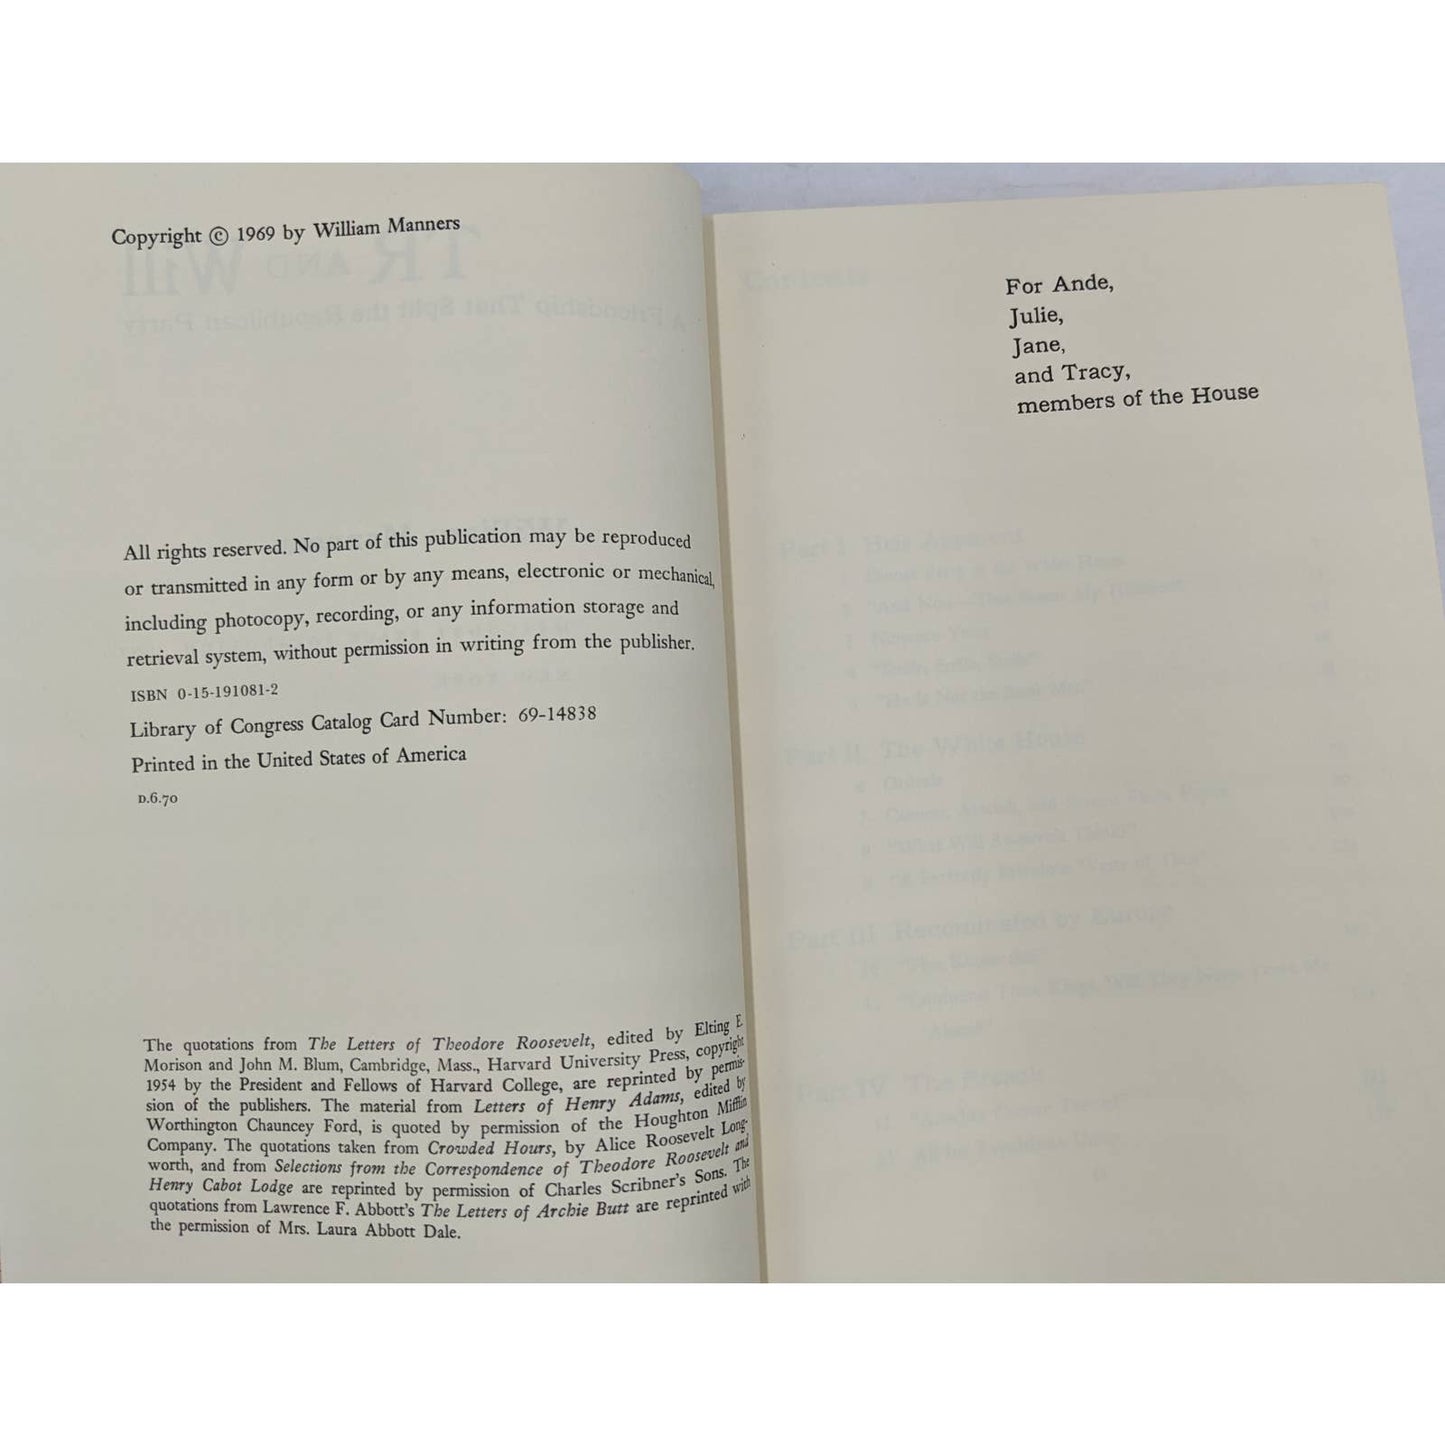 Copyright © 1969 by William Manners
All rights reserved. No part of this publication may be reproduced
or transmitted in any form or by any means, electronic or mechanical,
including photocopy, recording, or any information storage and
retrieval system, without permission in writing from the publisher.
ISBN 0-15-191081-2
Library of Congress Catalog Card Number: 69-14838
Printed in the United States of America
D.6.70
The quotations from The Letters of Theodore Roosevelt, edited by Elting E.
Morison and John M. Blum, Cambridge, Mass., Harvard University Press, copyright
1954 by the President and Fellows of Harvard College, are reprinted by permis-
sion of the publishers. The material from Letters of Henry Adams, edited by
Worthington Chauncey Ford, is quoted by permission of the Houghton Mifflin
Company. The quotations taken from Crowded Hours, by Alice Roosevelt Long-
worth, and from Selections from the Correspondence of Theodore Roosevelt and
Henry Cabot Lodge are reprinted by permission of Charles Scribner's Sons. The
quotations from Lawrence F. Abbott's The Letters of Archie Butt are reprinted with
the permission of Mrs. Laura Abbott Dale.
For Ande,
Julie,
Jane,
and Tracy,
members of the House